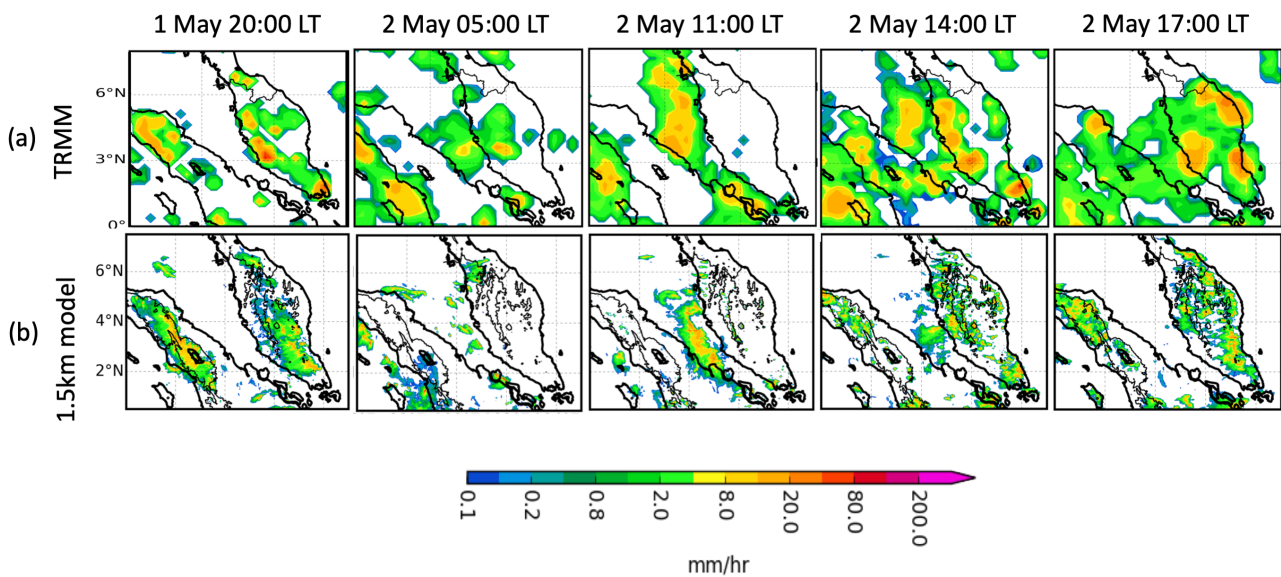 1 May 20:00 LT 2 May 05:00 LT 2 May 11:00 LT 2 May 14:00 LT 2 May 17:00 LT
(a)
TRMM
6°N
3°N
0°
(b)
1.5km model
6°N
4°N
2°N
0.1 0.2 0.8 2.0 8.0 20.0 80.0 200.0
mm/hr